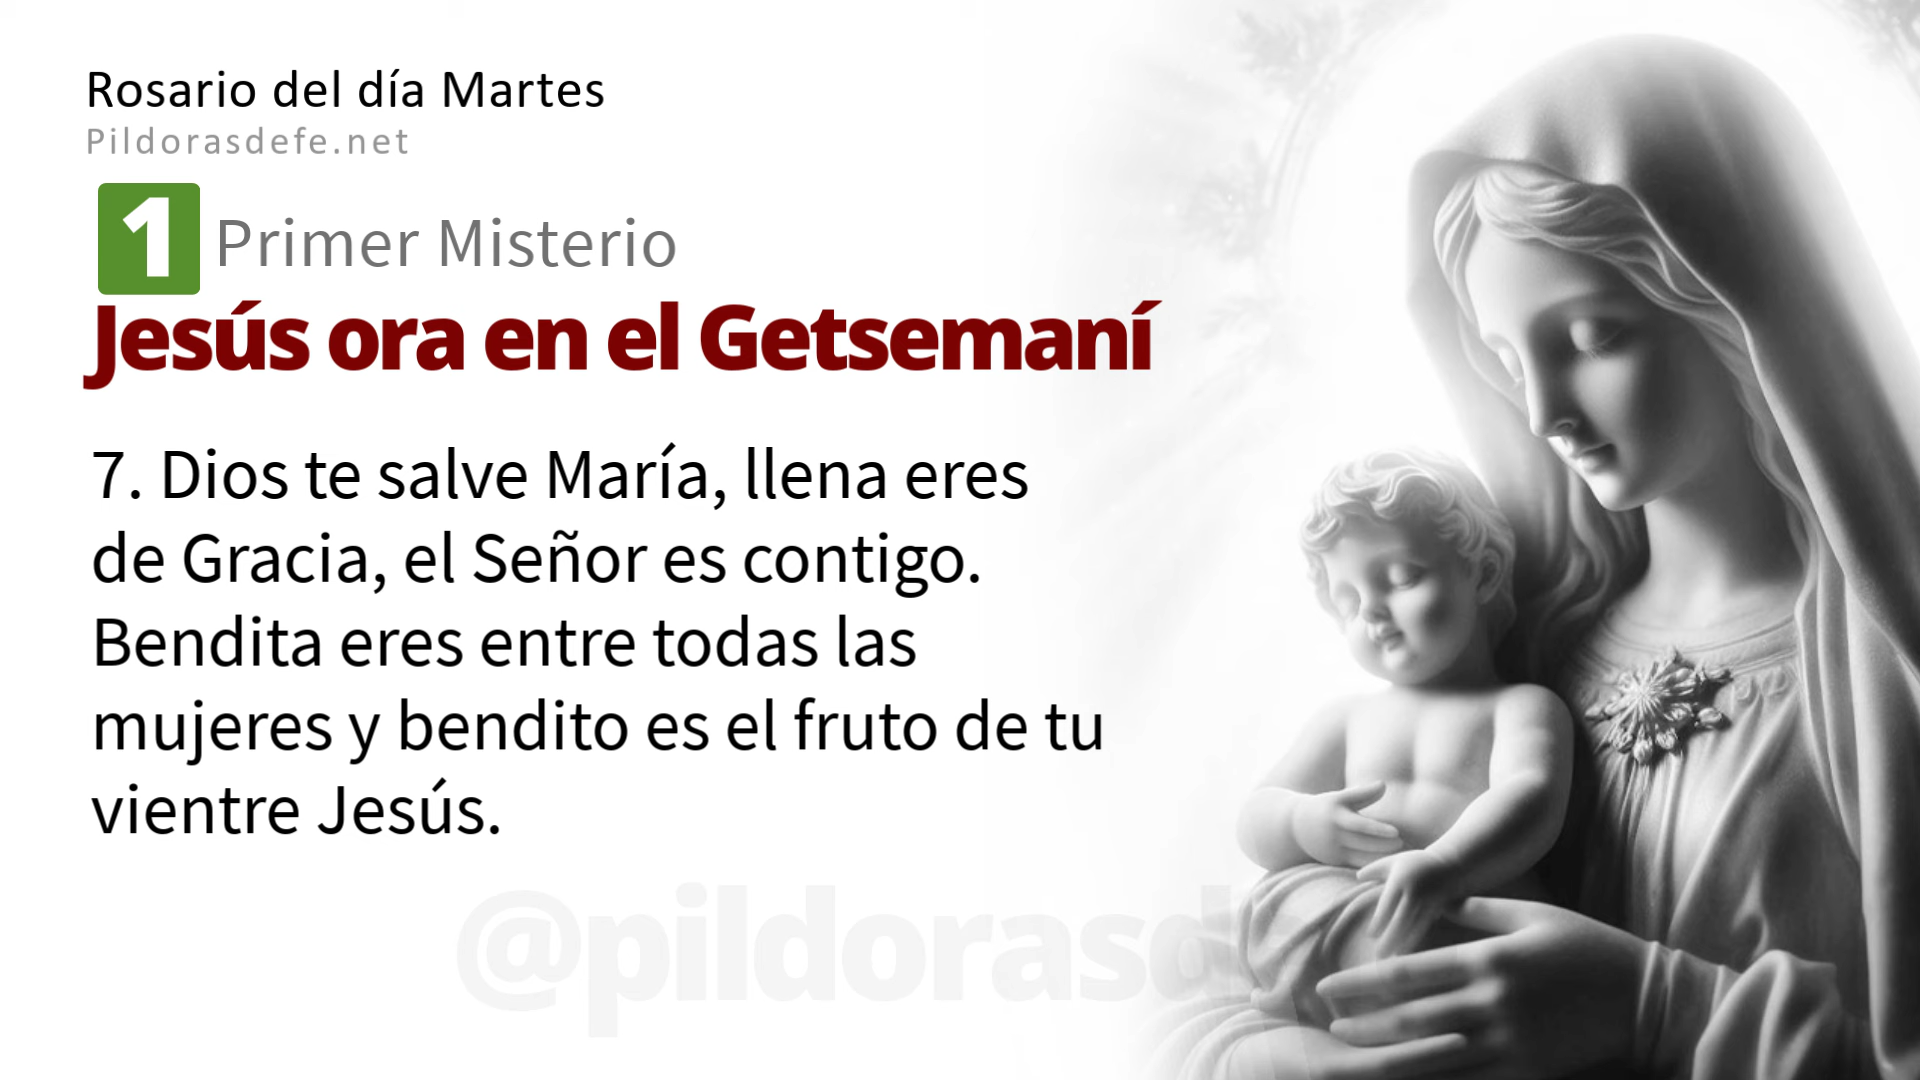 Rosario del día Martes
Pildorasdefe.net
1 Primer Misterio
Jesús ora en el Getsemaní
7. Dios te salve María, llena eres
de Gracia, el Señor es contigo.
Bendita eres entre todas las
mujeres y bendito es el fruto de tu
vientre Jesús.